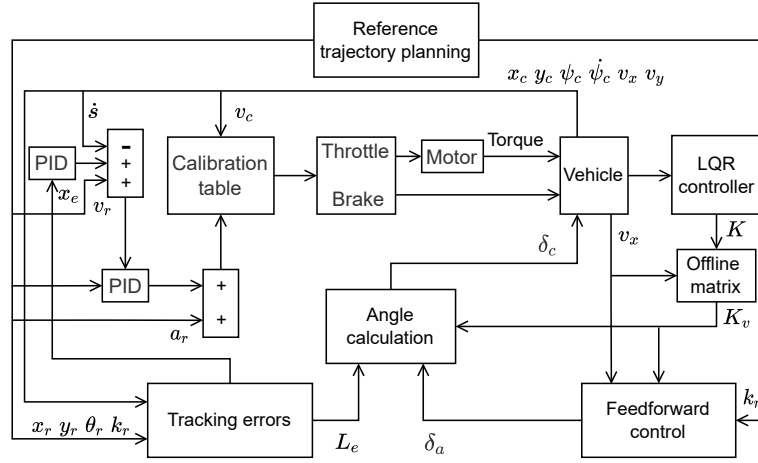 Reference
trajectory planning
x_c y_c ψ_c ψ̇_c v_x v_y
ṡ
v_c
−
+
+
PID
x_e
v_r
Calibration
table
Throttle
Brake
Motor
Torque
Vehicle
LQR
controller
K
δ_c
v_x
Offline
matrix
K_v
PID
+
+
a_r
Angle
calculation
Tracking errors
x_r y_r θ_r k_r
L_e
δ_a
Feedforward
control
k_r